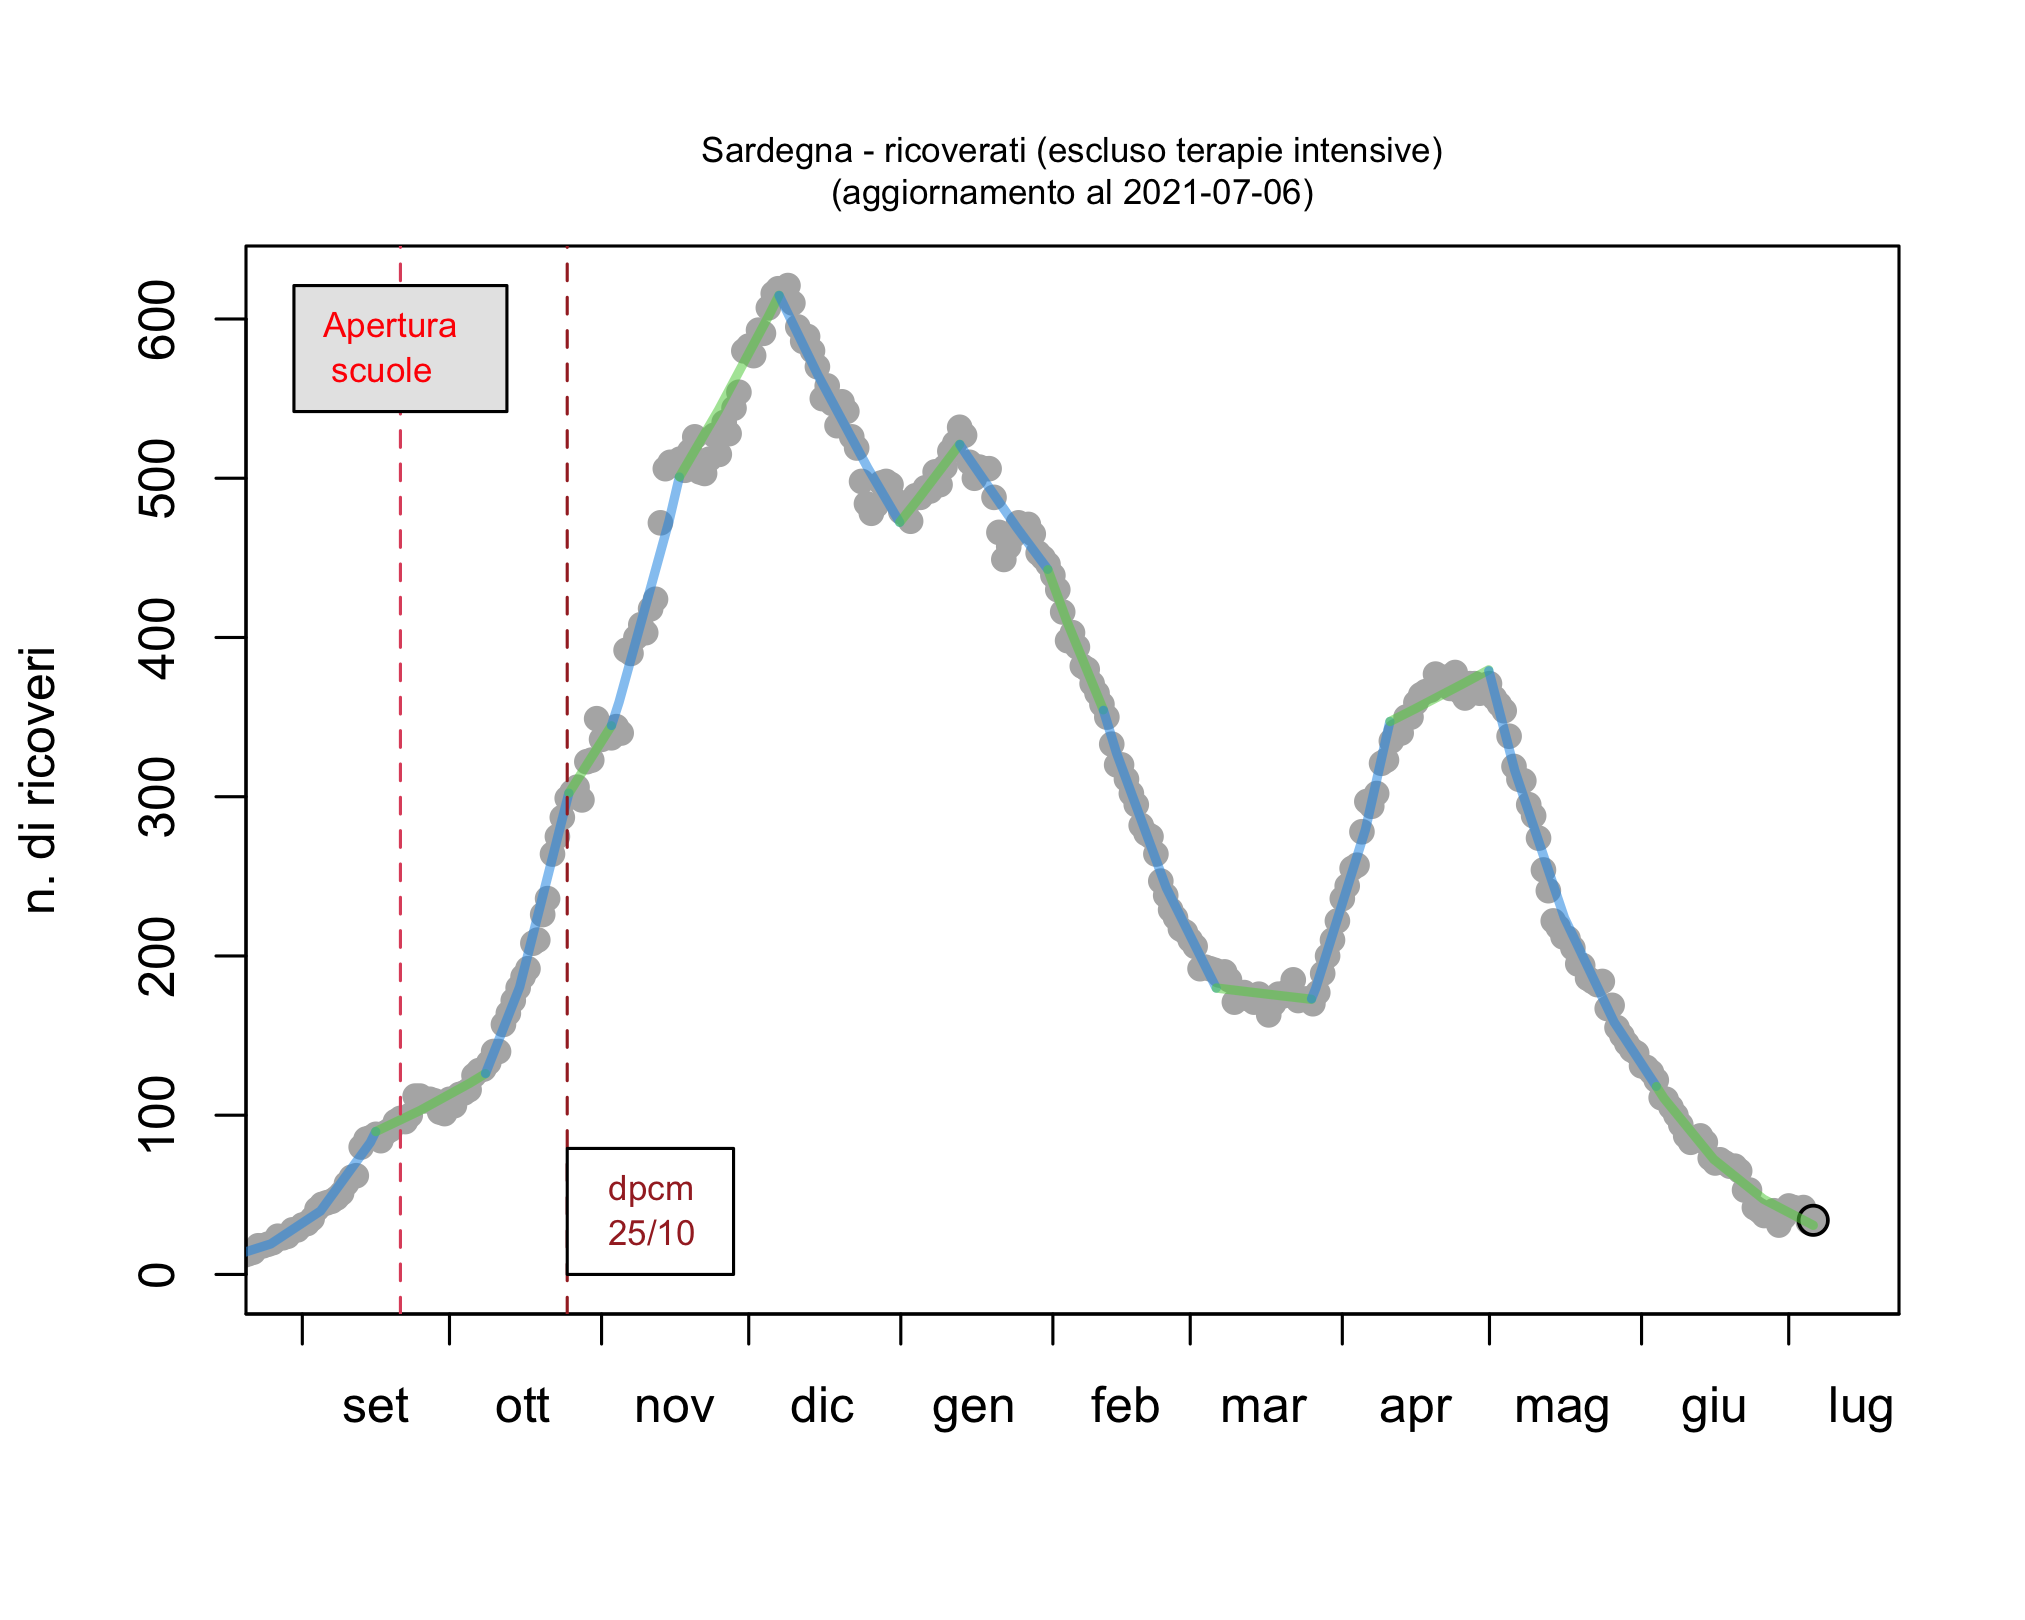 Sardegna - ricoverati (escluso terapie intensive)
(aggiornamento al 2021-07-06)
n. di ricoveri
600
500
400
300
200
100
0
Apertura
scuole
dpcm
25/10
set ott nov dic gen feb mar apr mag giu lug